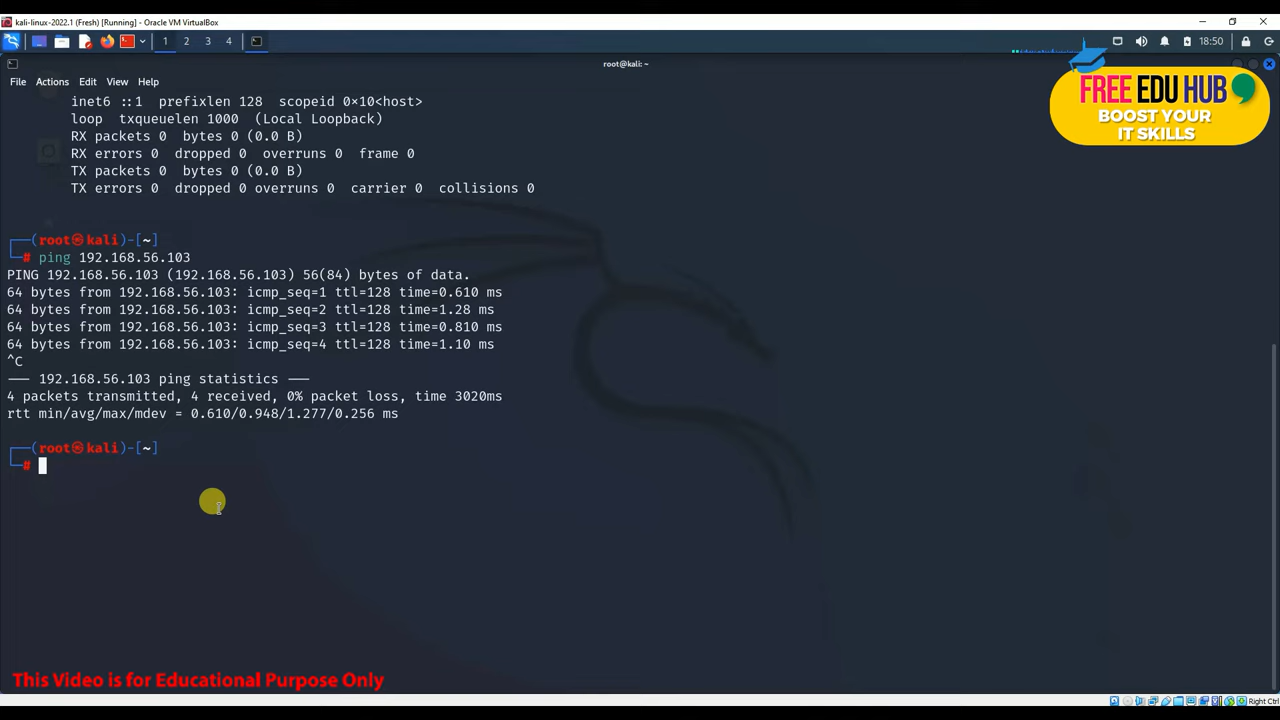 kali-linux-2022.1 (Fresh) [Running] - Oracle VM VirtualBox
1 2 3 4
18:50
root@kali: ~
File Actions Edit View Help
FREE EDU HUB
BOOST YOUR
IT SKILLS
inet6 ::1 prefixlen 128 scopeid 0×10<host>
loop txqueuelen 1000 (Local Loopback)
RX packets 0 bytes 0 (0.0 B)
RX errors 0 dropped 0 overruns 0 frame 0
TX packets 0 bytes 0 (0.0 B)
TX errors 0 dropped 0 overruns 0 carrier 0 collisions 0
┌──(root㉿kali)-[~]
└─# ping 192.168.56.103
PING 192.168.56.103 (192.168.56.103) 56(84) bytes of data.
64 bytes from 192.168.56.103: icmp_seq=1 ttl=128 time=0.610 ms
64 bytes from 192.168.56.103: icmp_seq=2 ttl=128 time=1.28 ms
64 bytes from 192.168.56.103: icmp_seq=3 ttl=128 time=0.810 ms
64 bytes from 192.168.56.103: icmp_seq=4 ttl=128 time=1.10 ms
^C
─── 192.168.56.103 ping statistics ───
4 packets transmitted, 4 received, 0% packet loss, time 3020ms
rtt min/avg/max/mdev = 0.610/0.948/1.277/0.256 ms
┌──(root㉿kali)-[~]
└─#
This Video is for Educational Purpose Only
Right Ctrl